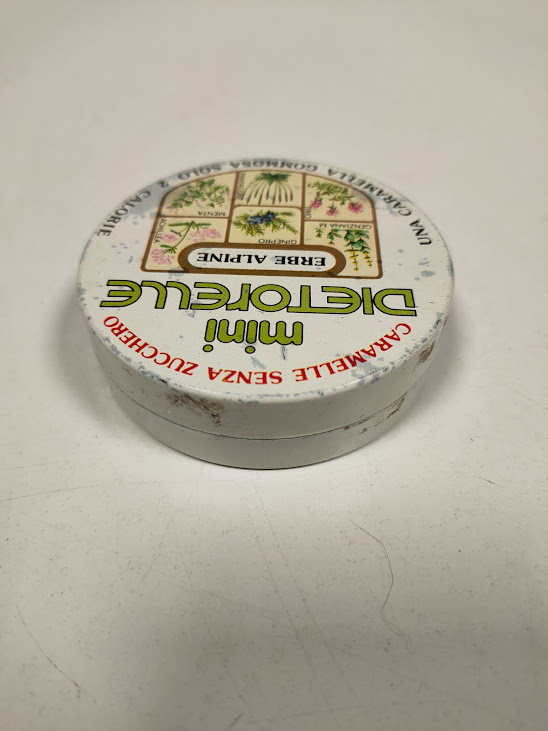 CARAMELLE SENZA ZUCCHERO
mini
DIETORELLE
ERBE ALPINE
GINEPRO
GENZIANA M.
MENTA
UNA CARAMELLA GOMMOSA SOLO 2 CALORIE